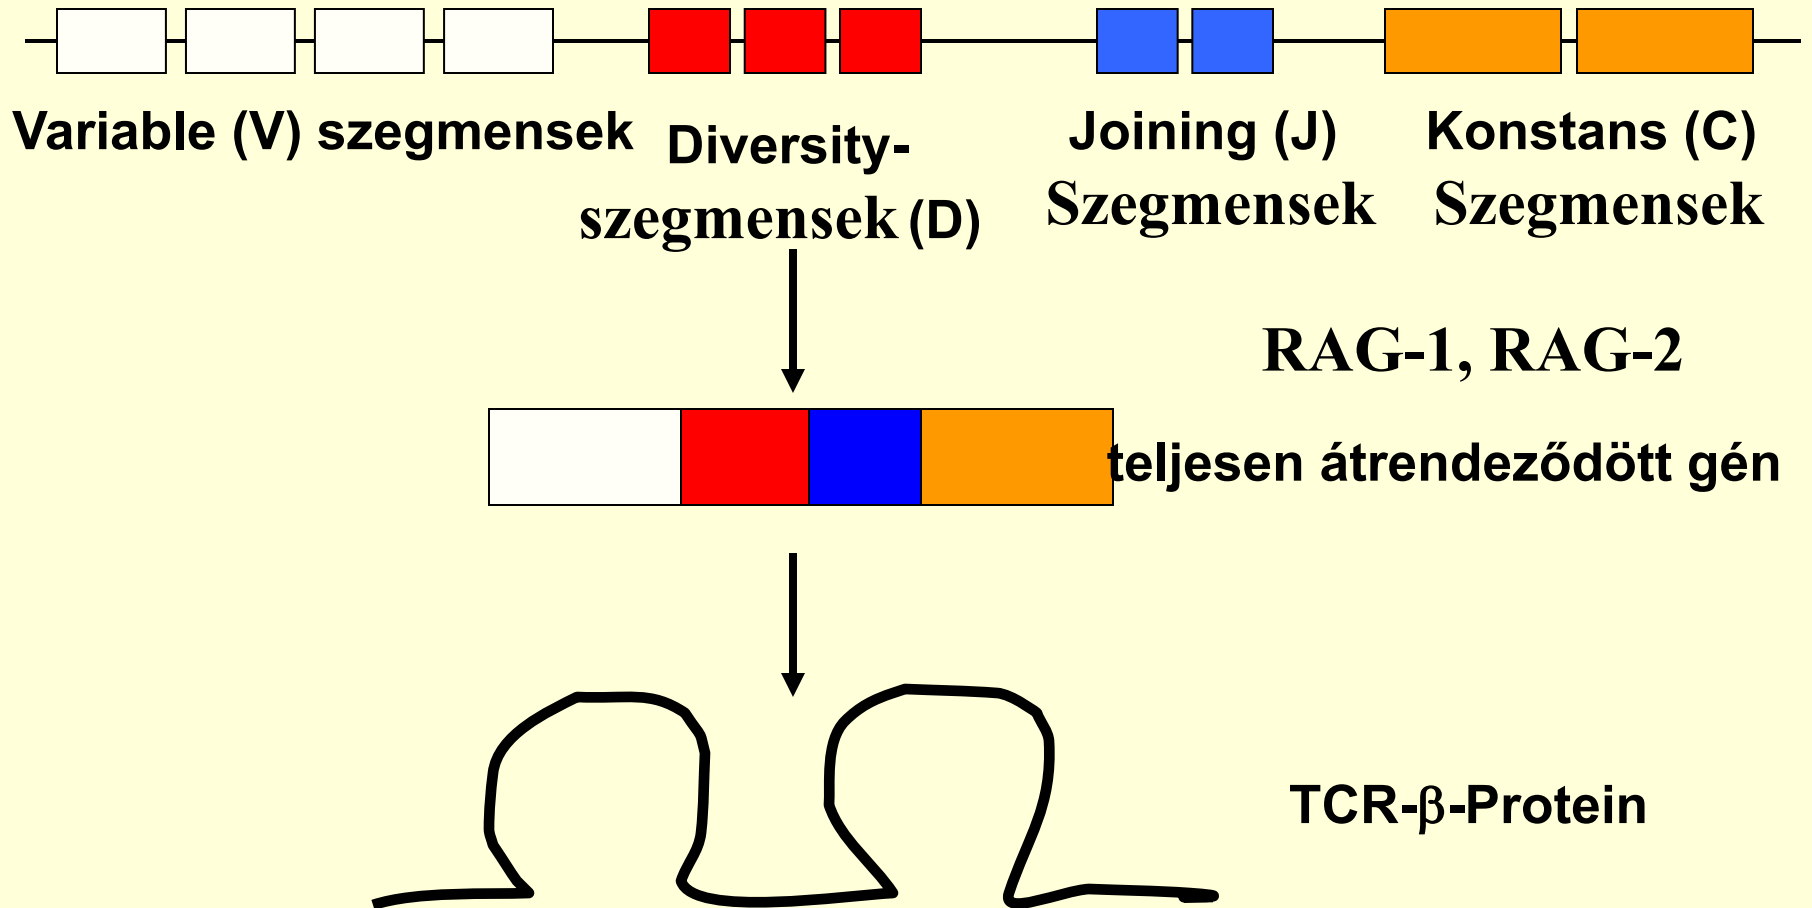 Variable (V) szegmensek
Diversity-
szegmensek (D)
Joining (J)
Szegmensek
Konstans (C)
Szegmensek
RAG-1, RAG-2
teljesen átrendeződött gén
TCR-β-Protein